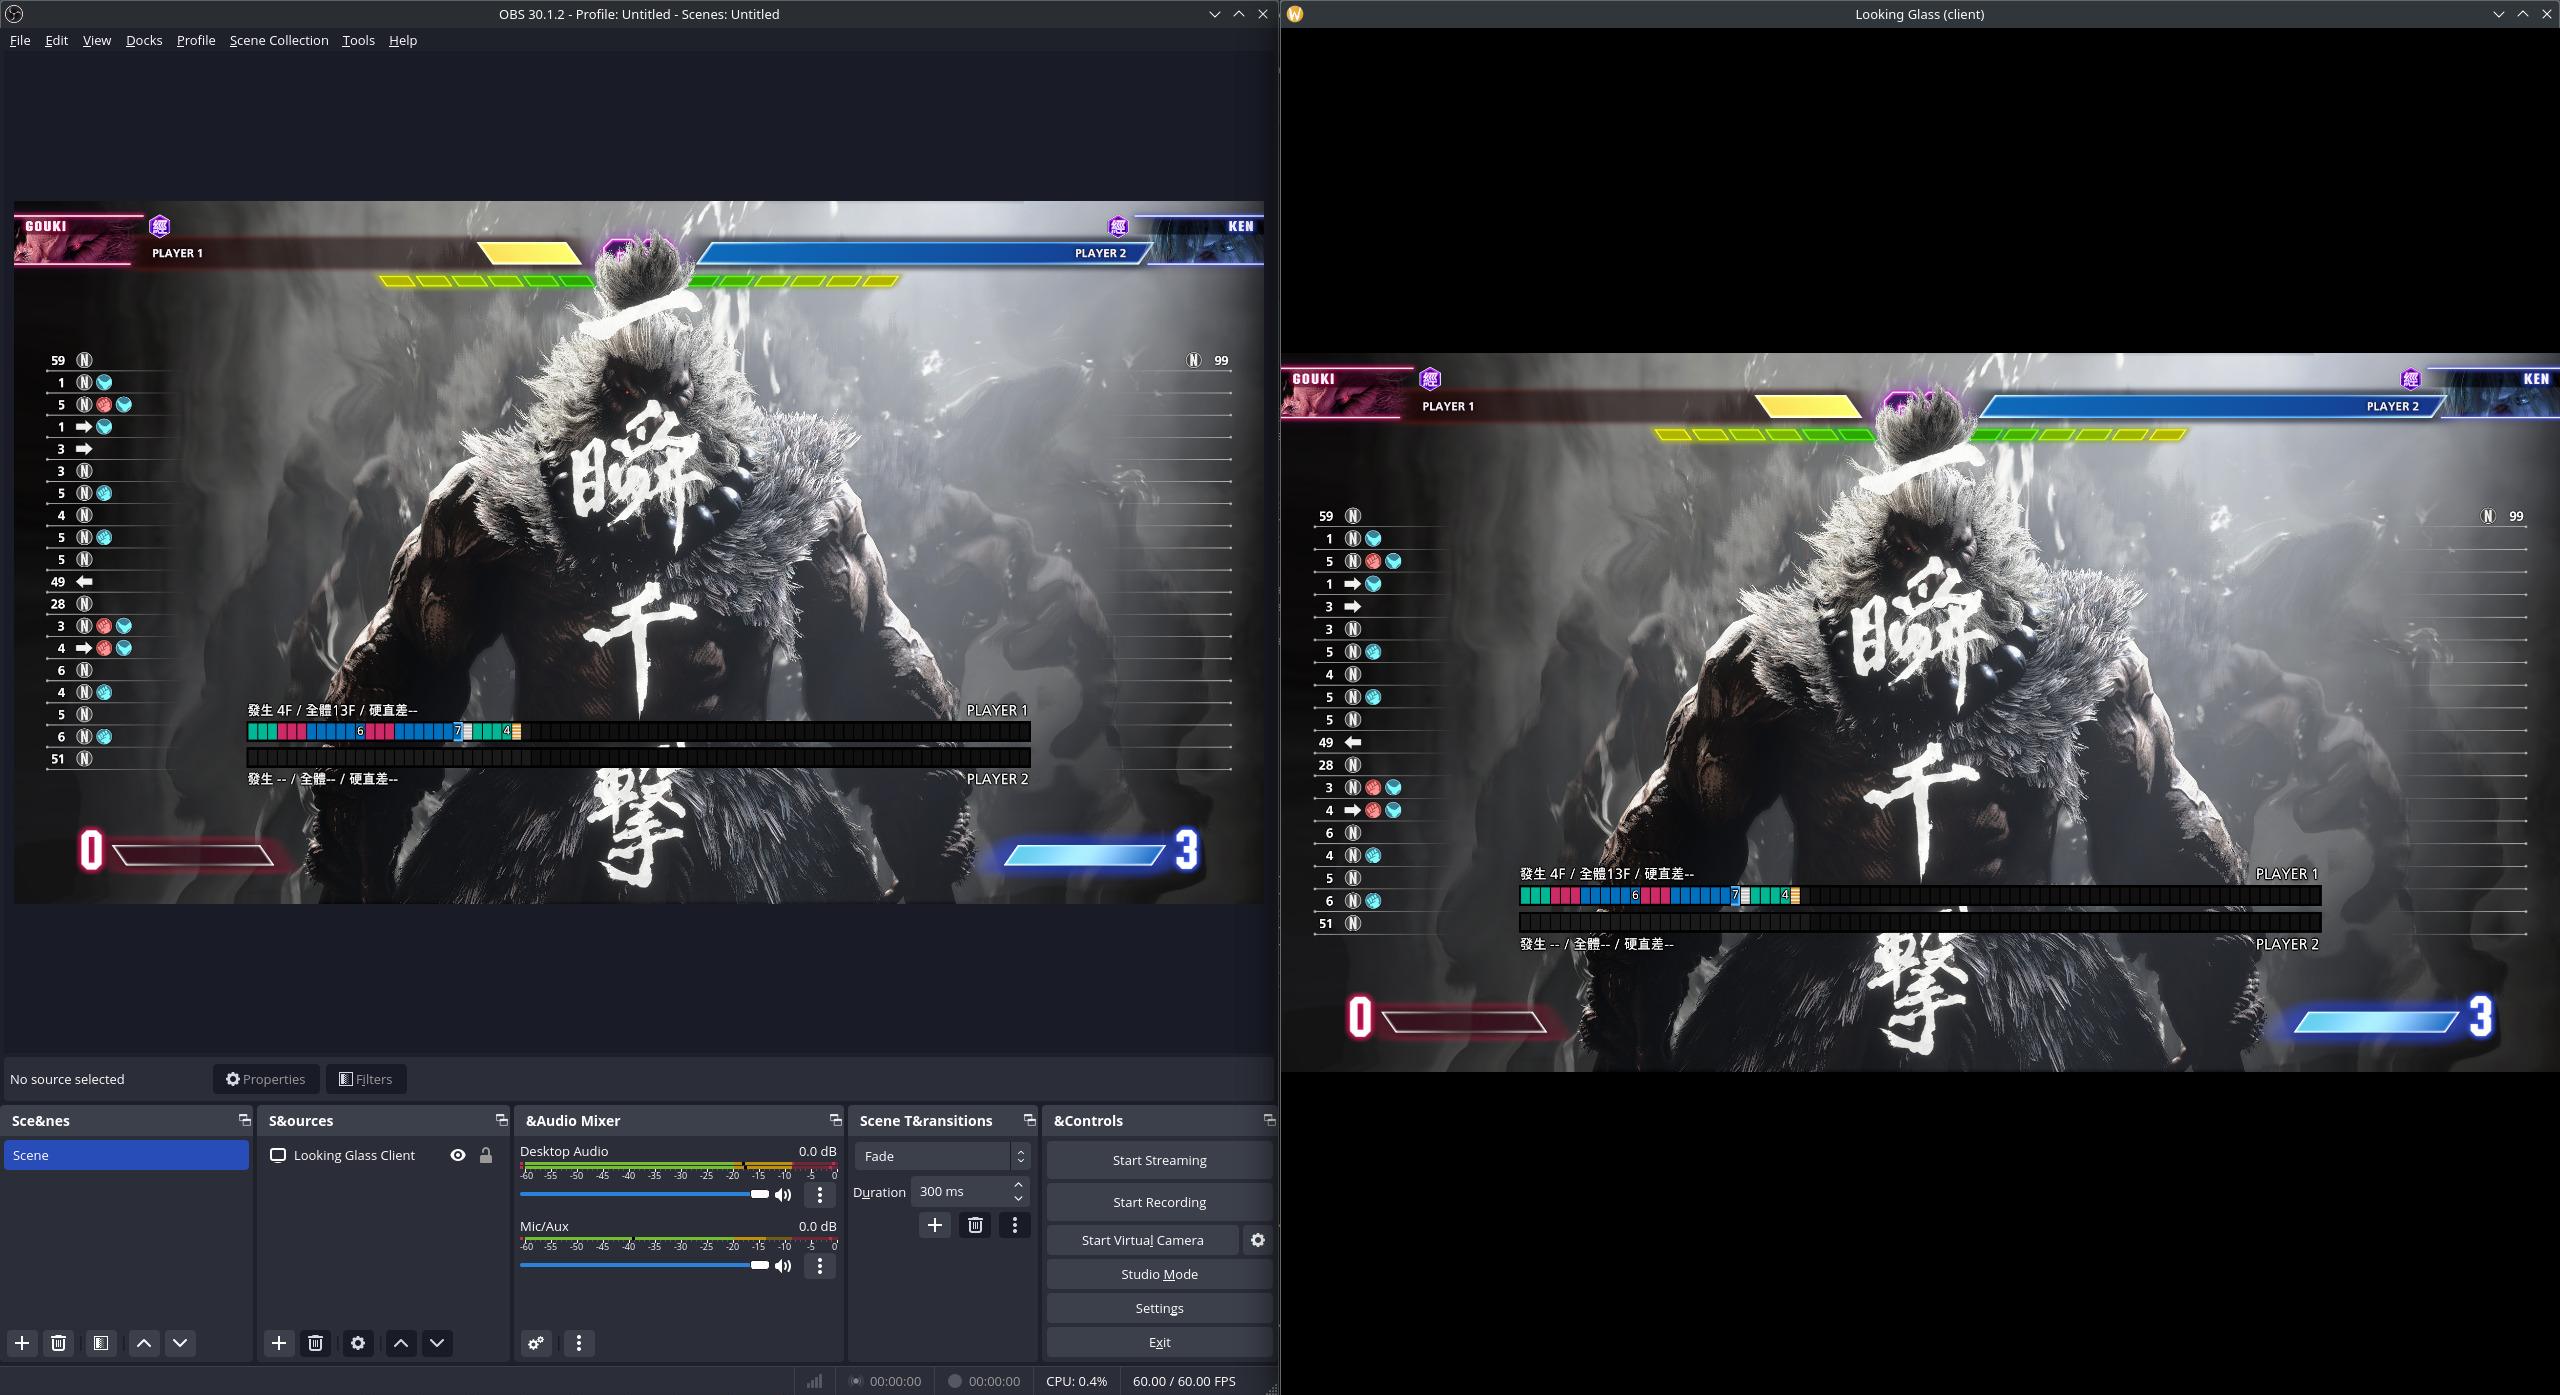 OBS 30.1.2 - Profile: Untitled - Scenes: Untitled
File Edit View Docks Profile Scene Collection Tools Help
GOUKI
KEN
PLAYER 1
PLAYER 2
一
瞬
千
撃
59 N
1 N
5 N
1
3
3 N
5 N
4 N
5 N
5 N
49
28 N
3 N
4
6 N
4 N
5 N
6 N
51 N
N 99
發生 4F / 全體13F / 硬直差--
PLAYER 1
6 7 4
發生 -- / 全體-- / 硬直差--
PLAYER 2
0
3
No source selected
Properties
Filters
Sce&nes
Scene
S&ources
Looking Glass Client
&Audio Mixer
Desktop Audio 0.0 dB
-60 -55 -50 -45 -40 -35 -30 -25 -20 -15 -10 -5 0
Mic/Aux 0.0 dB
-60 -55 -50 -45 -40 -35 -30 -25 -20 -15 -10 -5 0
Scene T&ransitions
Fade
Duration 300 ms
&Controls
Start Streaming
Start Recording
Start Virtual Camera
Studio Mode
Settings
Exit
00:00:00 00:00:00 CPU: 0.4% 60.00 / 60.00 FPS
W
Looking Glass (client)
GOUKI
KEN
PLAYER 1
PLAYER 2
一
瞬
千
撃
59 N
1 N
5 N
1
3
3 N
5 N
4 N
5 N
5 N
49
28 N
3 N
4
6 N
4 N
5 N
6 N
51 N
N 99
發生 4F / 全體13F / 硬直差--
PLAYER 1
6 7 4
發生 -- / 全體-- / 硬直差--
PLAYER 2
0
3